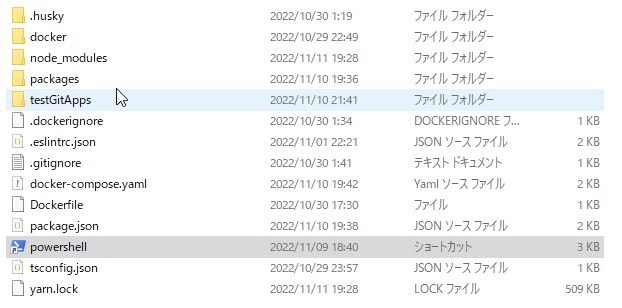 .husky 2022/10/30 1:19 ファイル フォルダー
docker 2022/10/29 22:49 ファイル フォルダー
node_modules 2022/11/11 19:28 ファイル フォルダー
packages 2022/11/10 19:36 ファイル フォルダー
testGitApps 2022/11/10 21:41 ファイル フォルダー
.dockerignore 2022/10/30 1:34 DOCKERIGNORE フ... 1 KB
.eslintrc.json 2022/11/01 22:21 JSON ソース ファイル 2 KB
.gitignore 2022/10/30 1:41 テキスト ドキュメント 1 KB
docker-compose.yaml 2022/11/10 19:42 Yaml ソース ファイル 2 KB
Dockerfile 2022/10/30 17:30 ファイル 1 KB
package.json 2022/11/10 19:38 JSON ソース ファイル 2 KB
powershell 2022/11/09 18:40 ショートカット 3 KB
tsconfig.json 2022/10/29 23:57 JSON ソース ファイル 1 KB
yarn.lock 2022/11/11 19:28 LOCK ファイル 509 KB